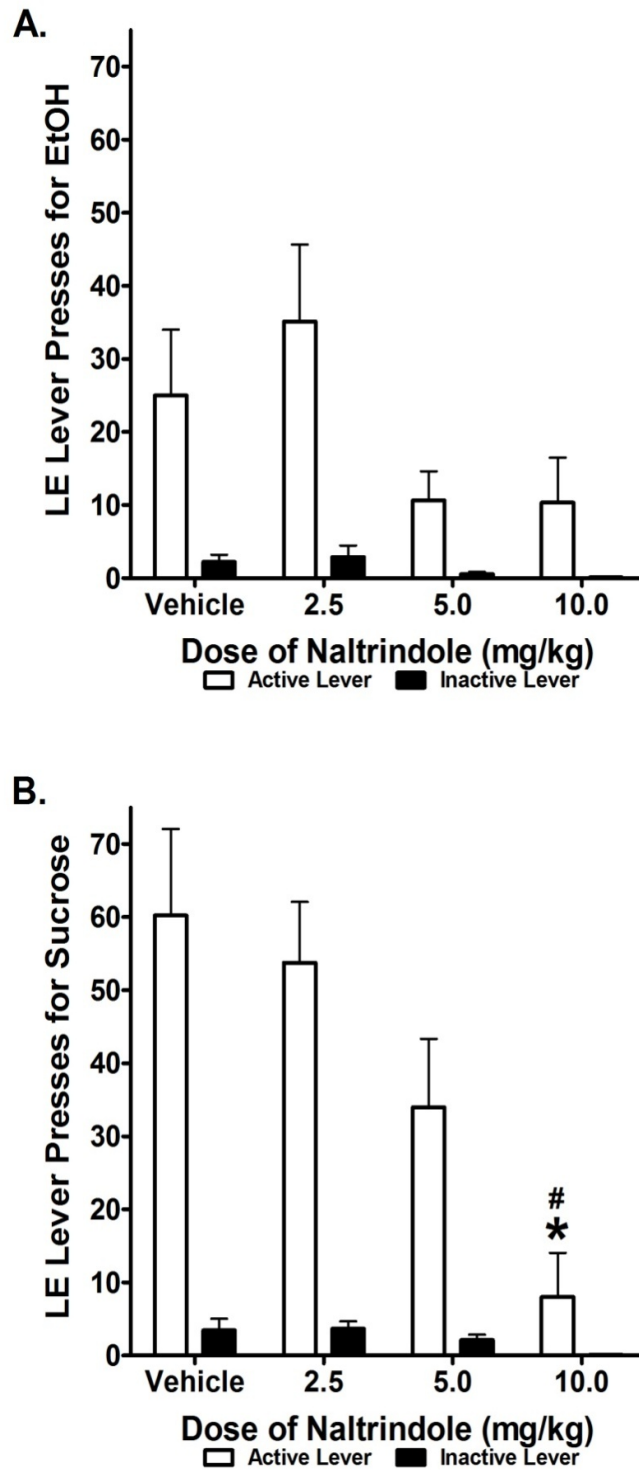 A.
LE Lever Presses for EtOH
70
60
50
40
30
20
10
0
Vehicle 2.5 5.0 10.0
Dose of Naltrindole (mg/kg)
Active Lever Inactive Lever
B.
LE Lever Presses for Sucrose
70
60
50
40
30
20
10
0
#
*
Vehicle 2.5 5.0 10.0
Dose of Naltrindole (mg/kg)
Active Lever Inactive Lever